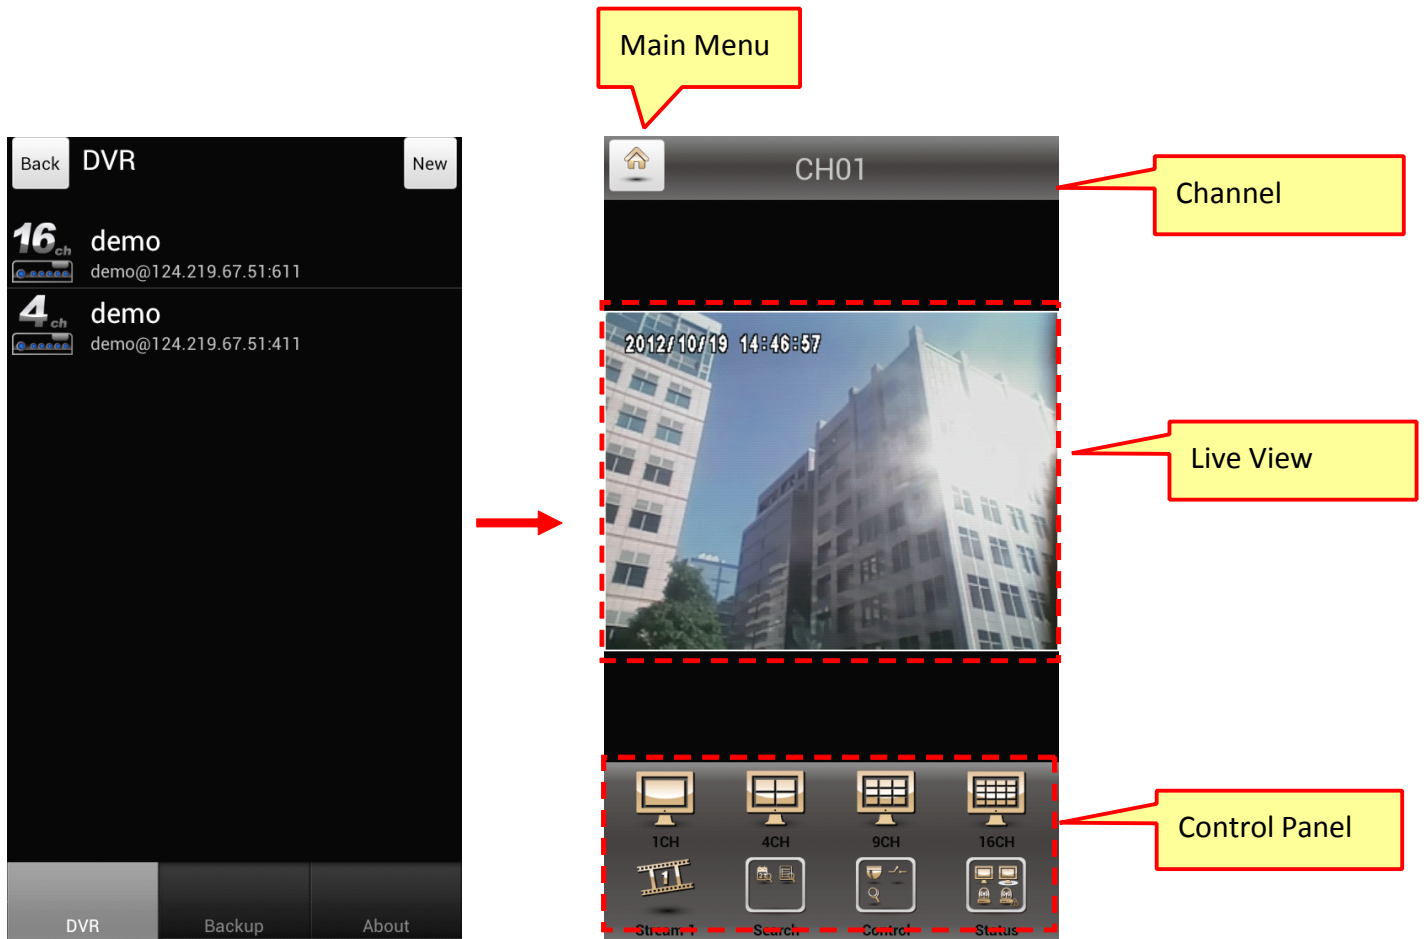 Main Menu
Back
DVR
New
16ch
demo
demo@124.219.67.51:611
4ch
demo
demo@124.219.67.51:411
DVR
Backup
About
CH01
Channel
2012/10/19 14:46:57
Live View
1CH
4CH
9CH
16CH
Control Panel
1
21
Stream 1
Search
Control
Status